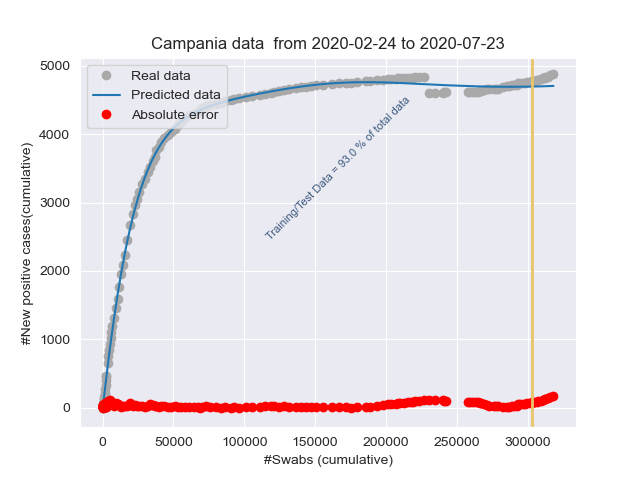 Campania data  from 2020-02-24 to 2020-07-23
Real data
Predicted data
Absolute error
Training/Test Data = 93.0 % of total data
#New positive cases(cumulative)
5000
4000
3000
2000
1000
0
0 50000 100000 150000 200000 250000 300000
#Swabs (cumulative)